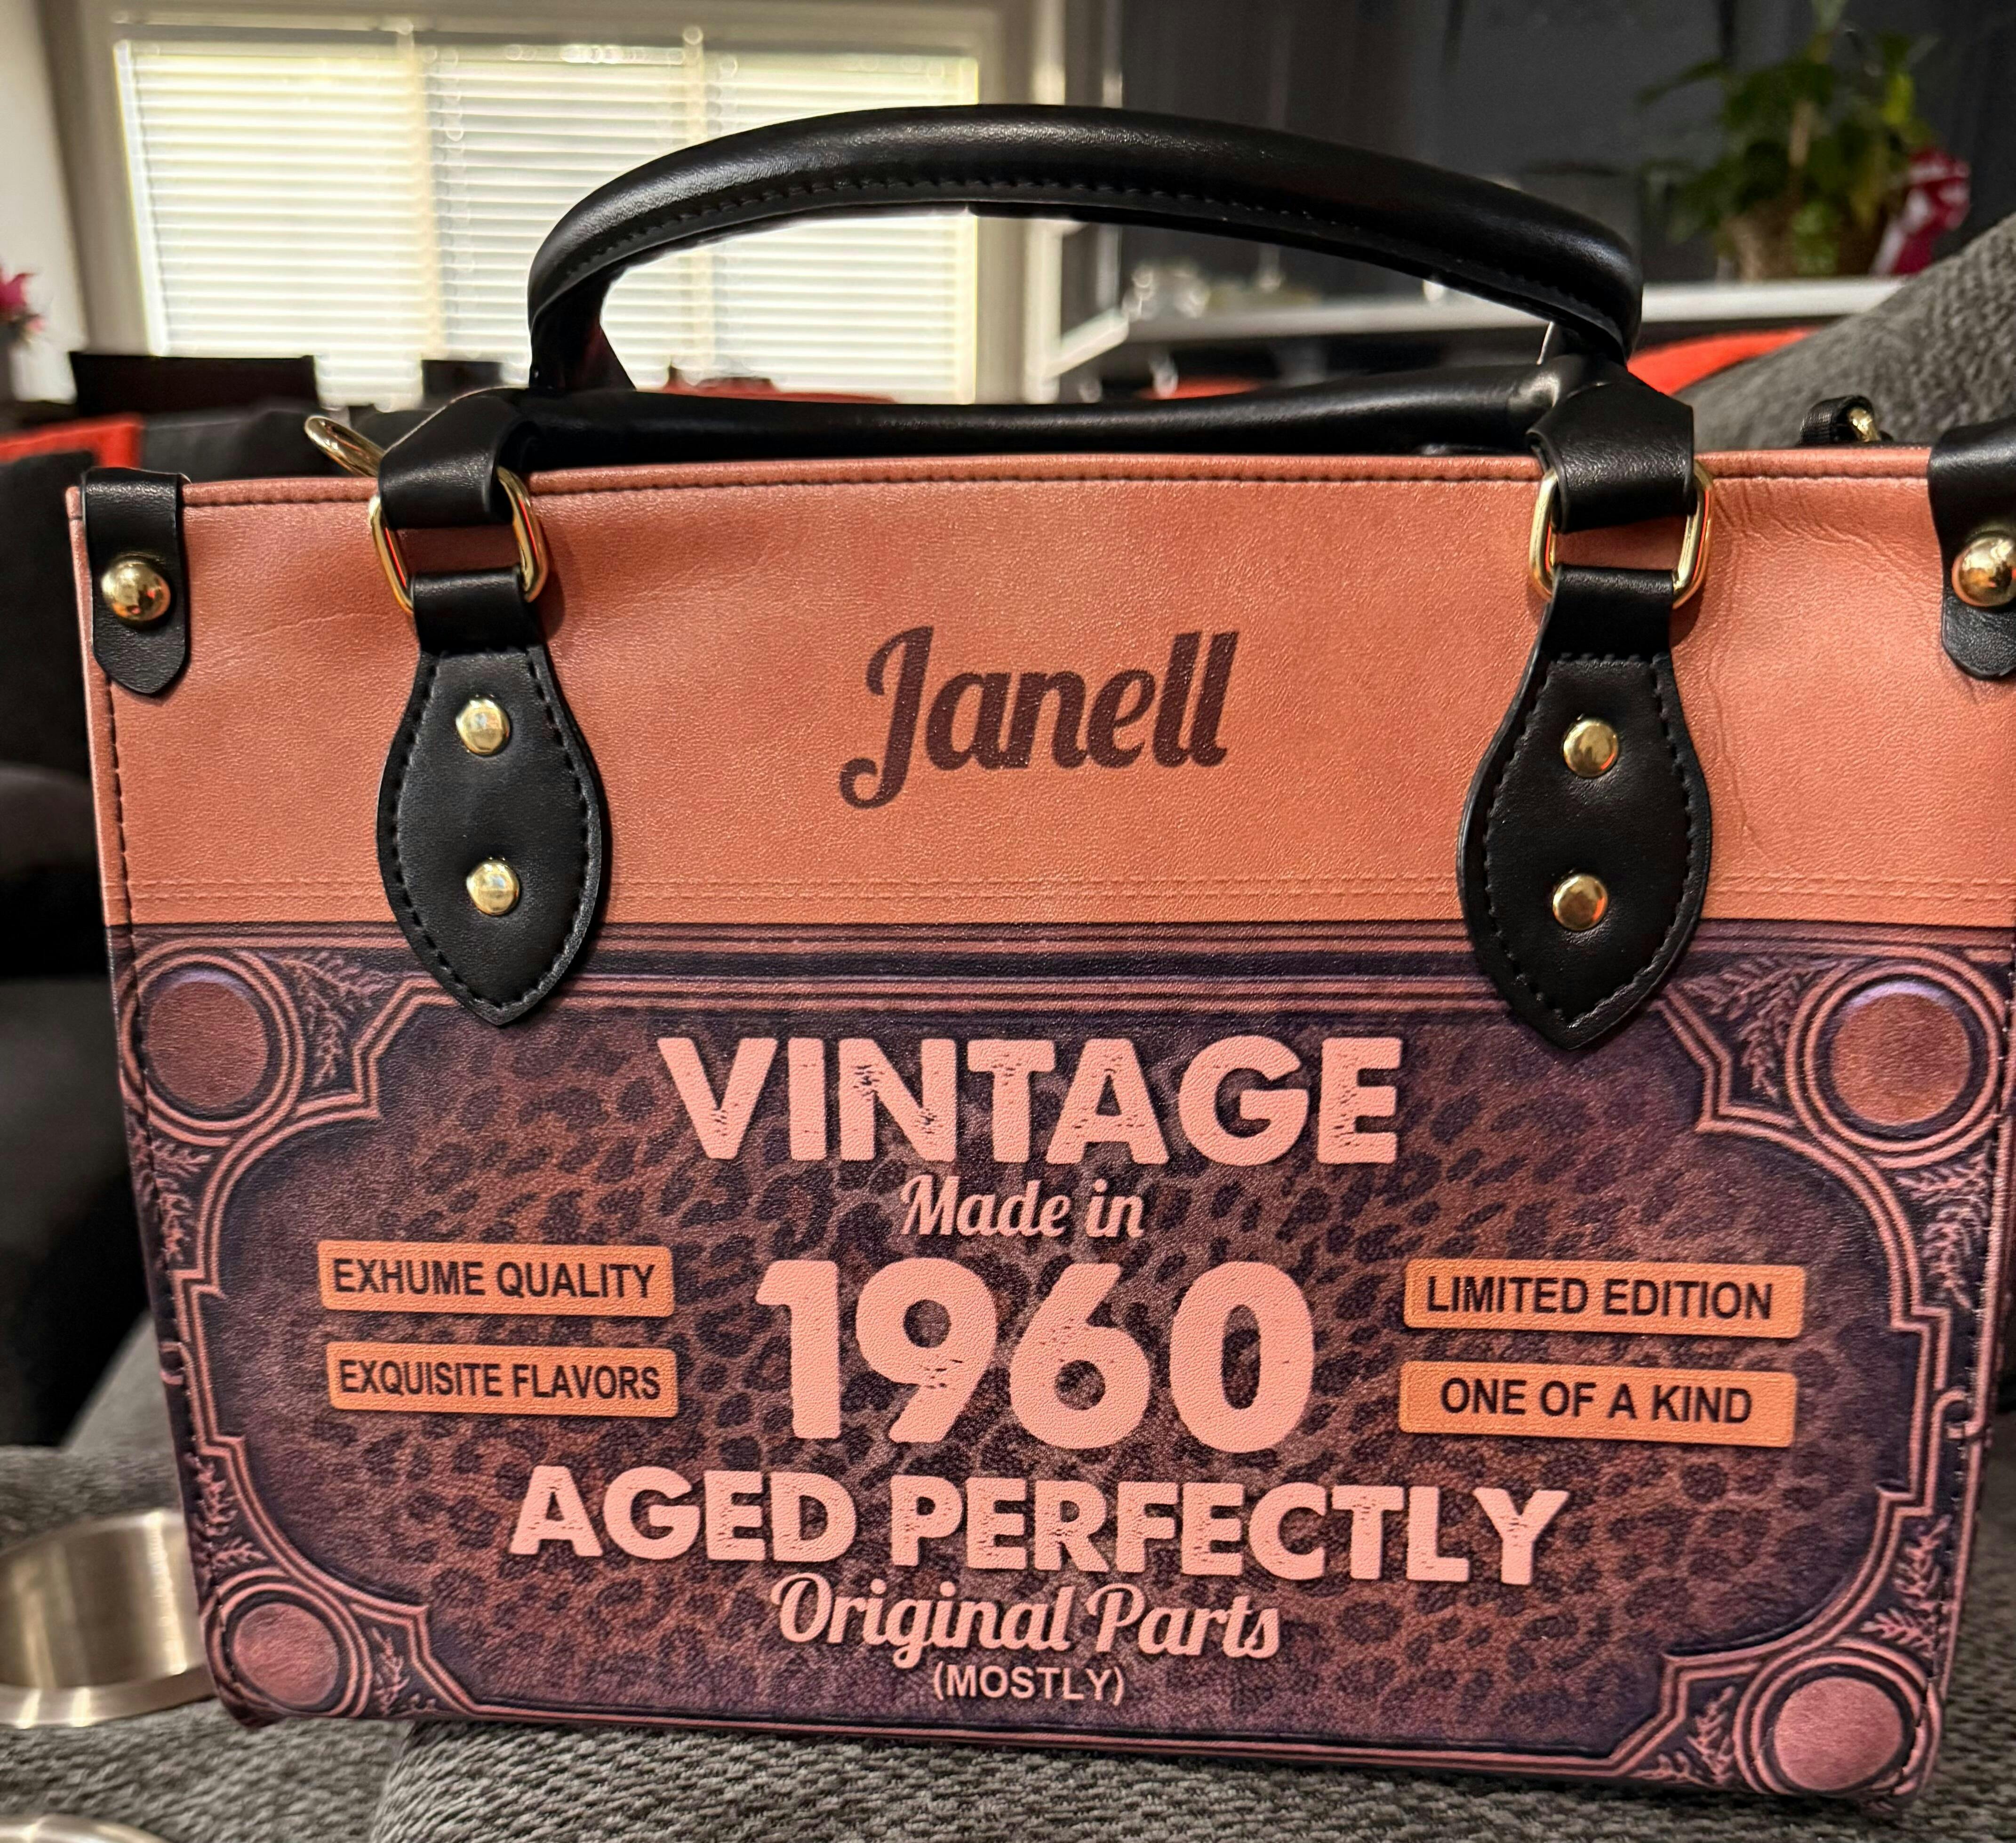 Janell
VINTAGE
Made in
1960
EXHUME QUALITY
EXQUISITE FLAVORS
LIMITED EDITION
ONE OF A KIND
AGED PERFECTLY
Original Parts
(MOSTLY)